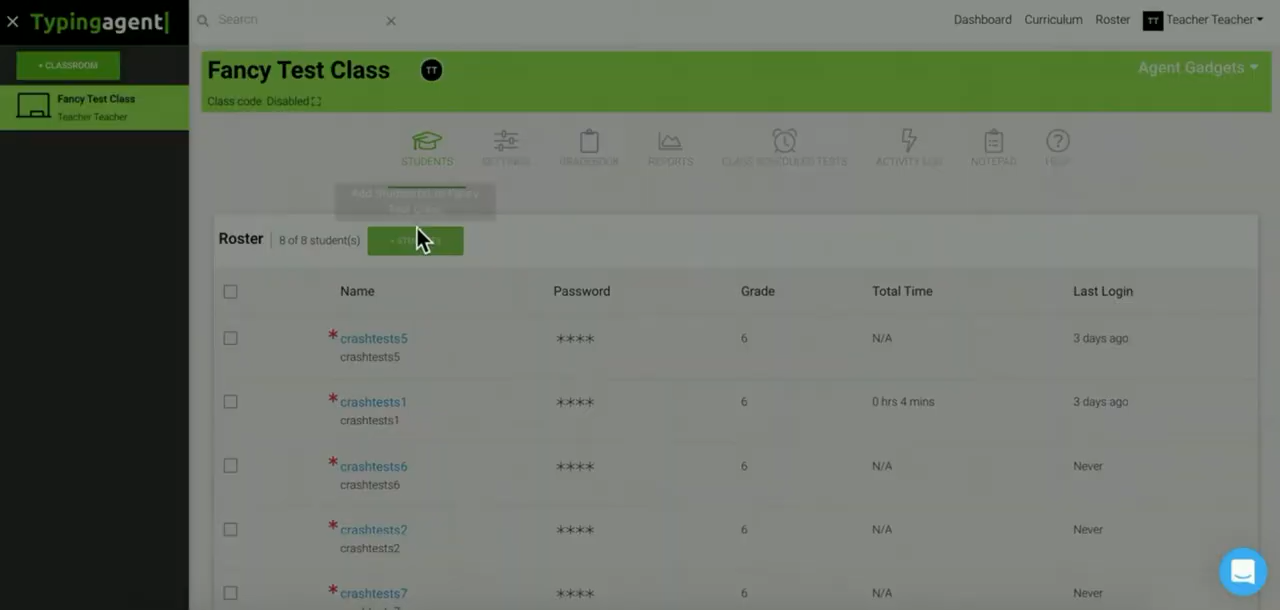 Typingagent|
Search
Dashboard Curriculum Roster TT Teacher Teacher
+ CLASSROOM
Fancy Test Class TT
Agent Gadgets
Class code Disabled
Fancy Test Class
Teacher Teacher
STUDENTS SETTINGS GRADEBOOK REPORTS CLASS SCHEDULED TESTS ACTIVITY LOG NOTEPAD HELP
Roster 8 of 8 student(s)
Name Password Grade Total Time Last Login
* crashtests5 **** 6 N/A 3 days ago
crashtests5
* crashtests1 **** 6 0 hrs 4 mins 3 days ago
crashtests1
* crashtests6 **** 6 N/A Never
crashtests6
* crashtests2 **** 6 N/A Never
crashtests2
* crashtests7 **** 6 N/A Never